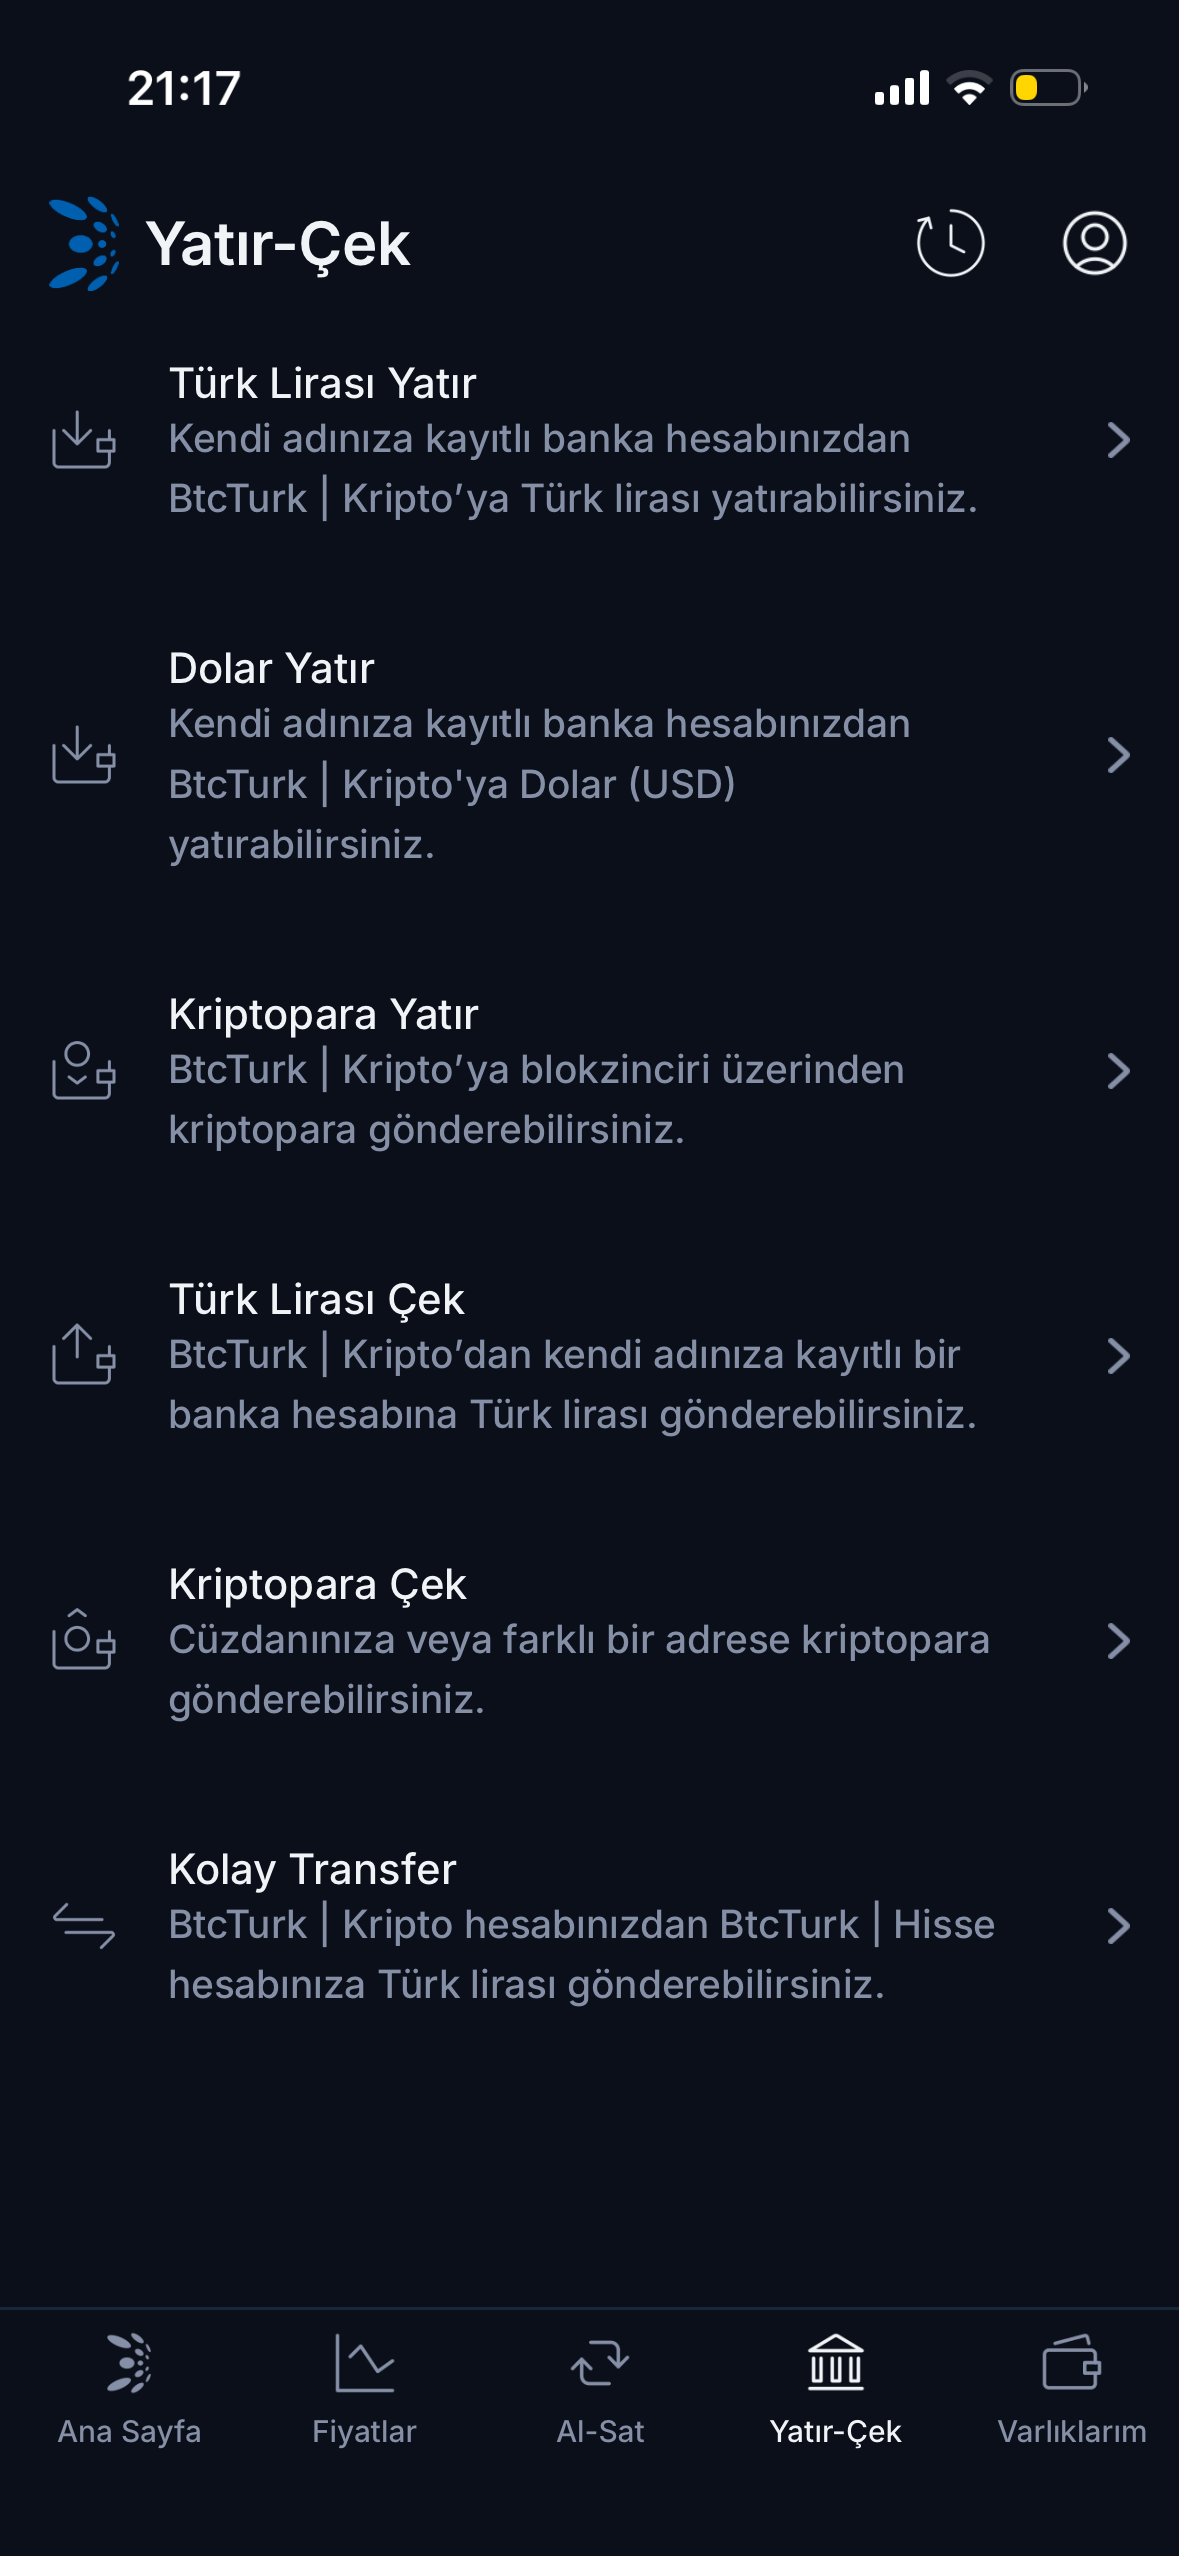 21:17
Yatır-Çek
Türk Lirası Yatır
Kendi adınıza kayıtlı banka hesabınızdan
BtcTurk | Kripto’ya Türk lirası yatırabilirsiniz.
Dolar Yatır
Kendi adınıza kayıtlı banka hesabınızdan
BtcTurk | Kripto'ya Dolar (USD)
yatırabilirsiniz.
Kriptopara Yatır
BtcTurk | Kripto’ya blokzinciri üzerinden
kriptopara gönderebilirsiniz.
Türk Lirası Çek
BtcTurk | Kripto’dan kendi adınıza kayıtlı bir
banka hesabına Türk lirası gönderebilirsiniz.
Kriptopara Çek
Cüzdanınıza veya farklı bir adrese kriptopara
gönderebilirsiniz.
Kolay Transfer
BtcTurk | Kripto hesabınızdan BtcTurk | Hisse
hesabınıza Türk lirası gönderebilirsiniz.
Ana Sayfa
Fiyatlar
Al-Sat
Yatır-Çek
Varlıklarım